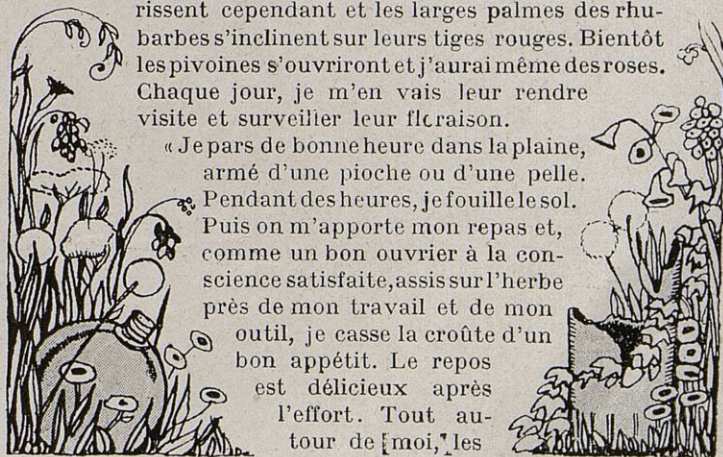 rissent cependant et les larges palmes des rhu-
barbes s'inclinent sur leurs tiges rouges. Bientôt
les pivoines s'ouvriront et j'aurai même des roses.
Chaque jour, je m'en vais leur rendre
visite et surveilier leur flcraison.
« Je pars de bonne heure dans la plaine,
armé d'une pioche ou d'une pelle.
Pendant des heures, je fouille le sol.
Puis on m'apporte mon repas et,
comme un bon ouvrier à la con-
science satisfaite, assis sur l'herbe
près de mon travail et de mon
outil, je casse la croûte d'un
bon appétit. Le repos
est délicieux après
l'effort. Tout au-
tour de [moi," les